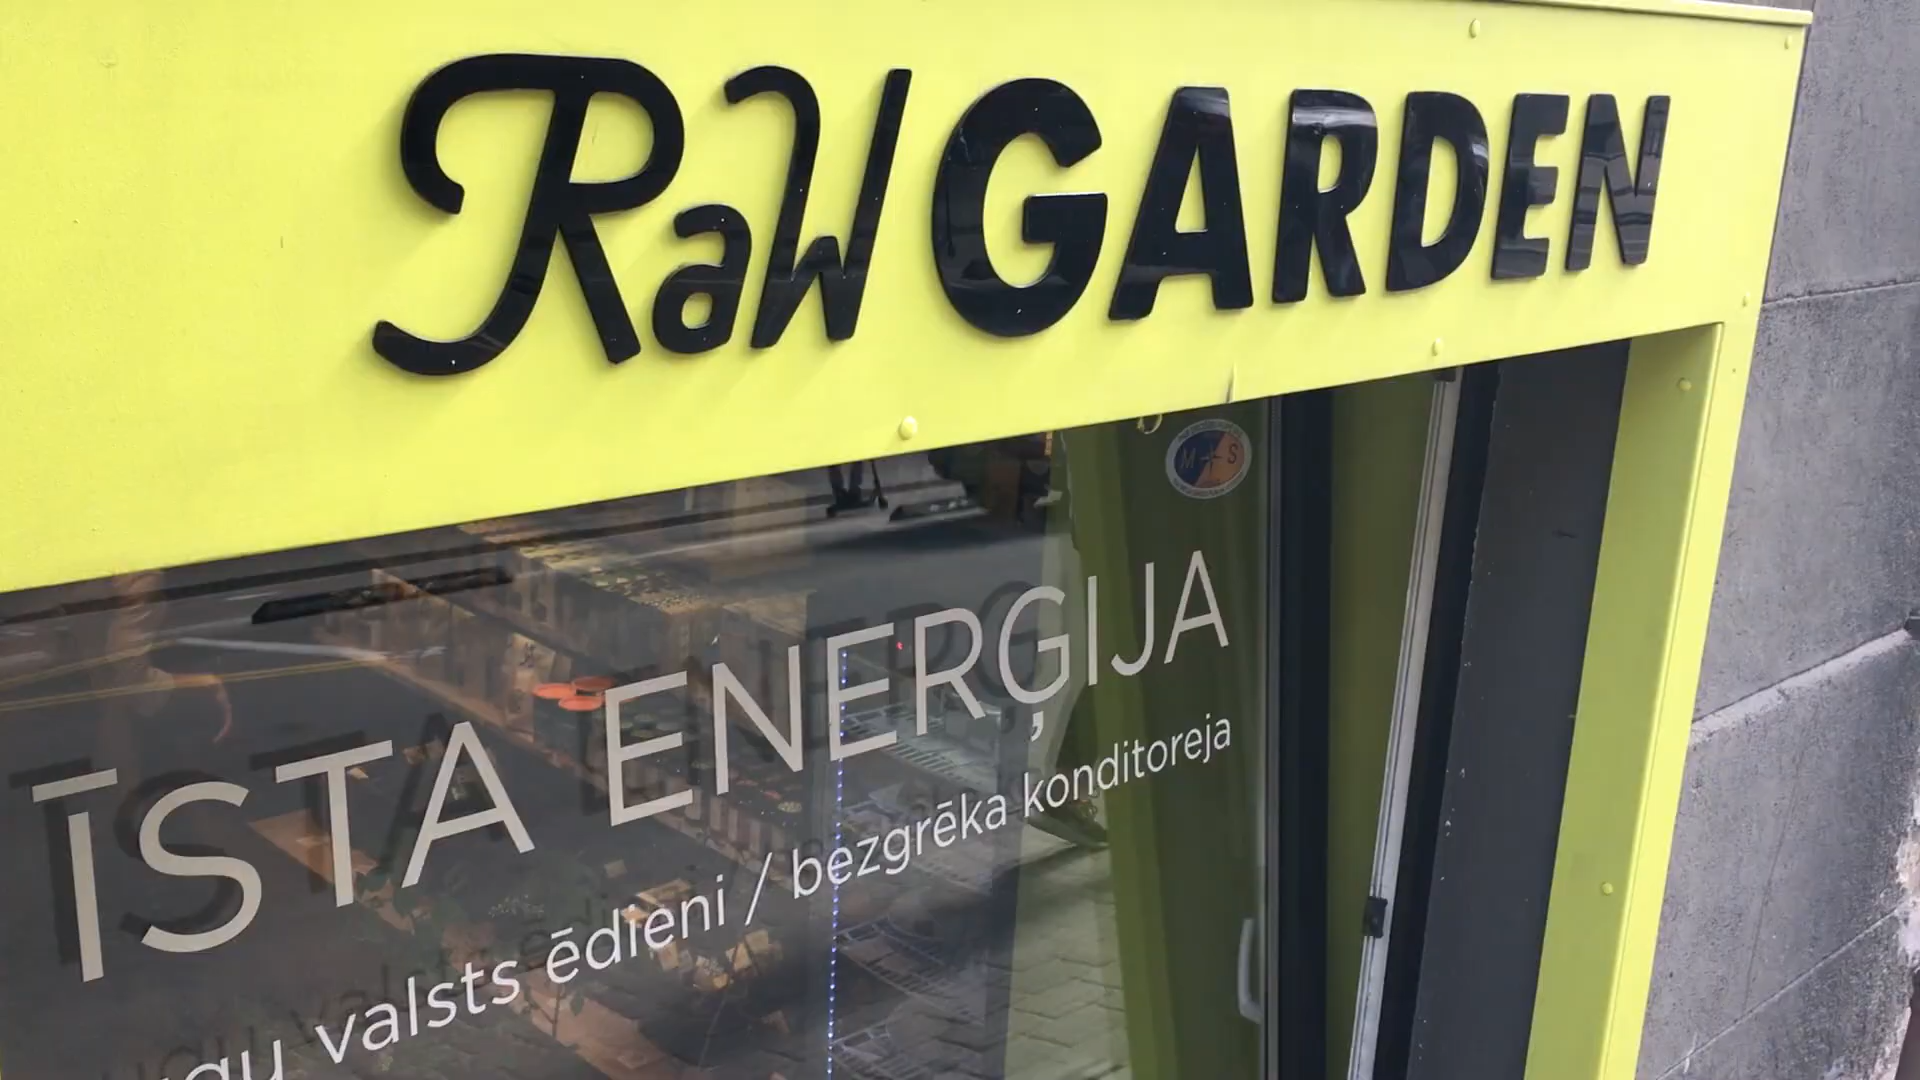 RaW GARDEN
M S
ĪSTA ENERĢIJA
valsts ēdieni / bezgrēka konditoreja